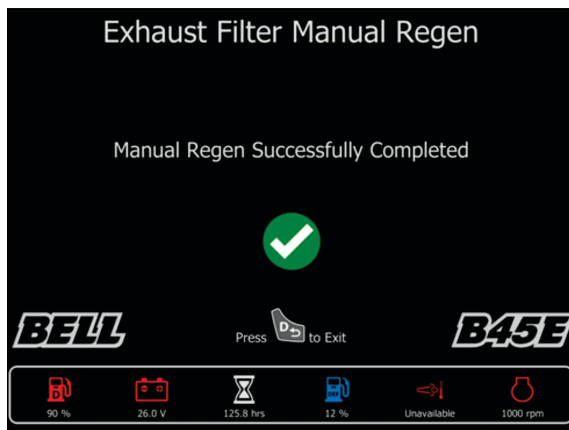 Exhaust Filter Manual Regen
Manual Regen Successfully Completed
BELL
Press D to Exit
B45E
D
DEF
90 %
26.0 V
125.8 hrs
12 %
Unavailable
1000 rpm